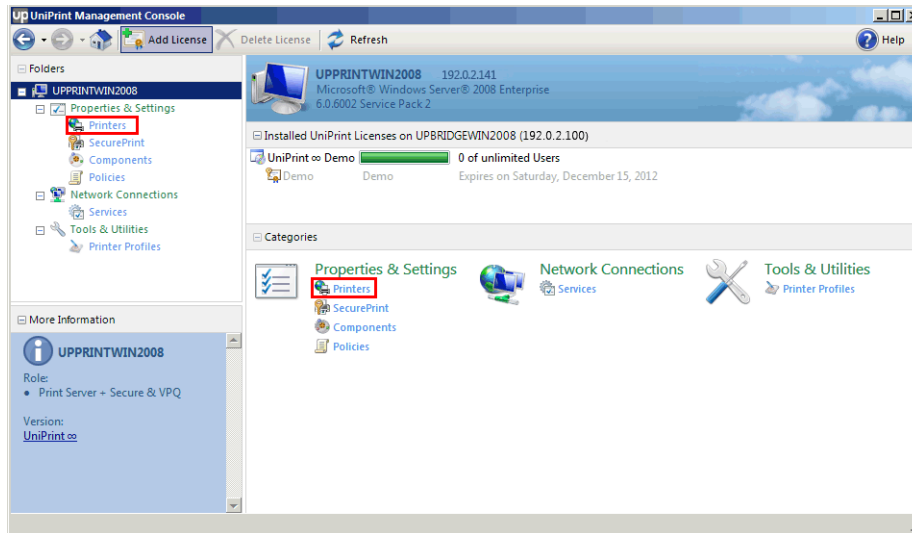 UP UniPrint Management Console
Add License Delete License Refresh Help
Folders
UPPRINTWIN2008
Properties & Settings
Printers
SecurePrint
Components
Policies
Network Connections
Services
Tools & Utilities
Printer Profiles
More Information
UPPRINTWIN2008
Role:
• Print Server + Secure & VPQ
Version:
UniPrint ∞
UPPRINTWIN2008 192.0.2.141
Microsoft® Windows Server® 2008 Enterprise
6.0.6002 Service Pack 2
Installed UniPrint Licenses on UPBRIDGEWIN2008 (192.0.2.100)
UniPrint ∞ Demo 0 of unlimited Users
Demo Demo Expires on Saturday, December 15, 2012
Categories
Properties & Settings
Printers
SecurePrint
Components
Policies
Network Connections
Services
Tools & Utilities
Printer Profiles